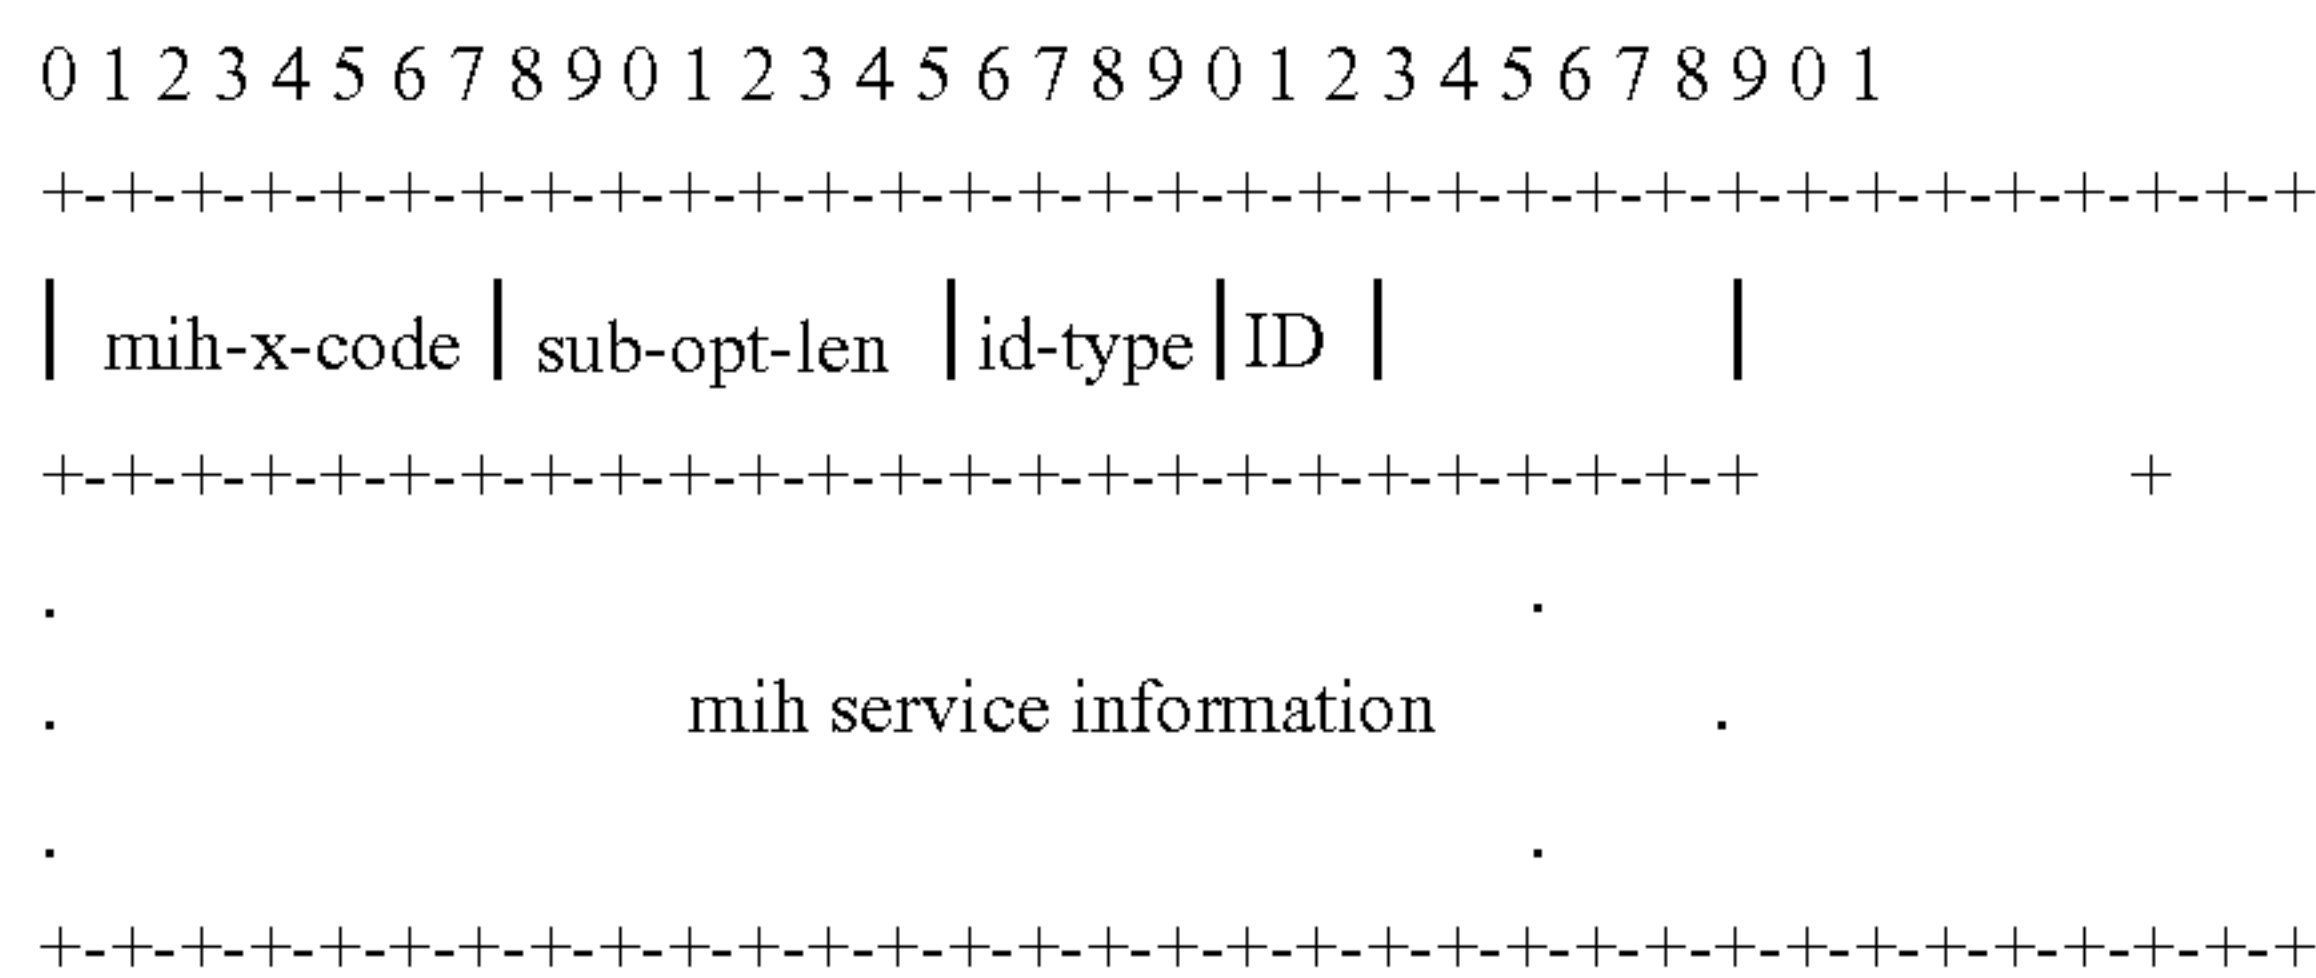 0 1 2 3 4 5 6 7 8 9 0 1 2 3 4 5 6 7 8 9 0 1 2 3 4 5 6 7 8 9 0 1
+-+-+-+-+-+-+-+-+-+-+-+-+-+-+-+-+-+-+-+-+-+-+-+-+-+-+-+-+-+-+-+-+
| mih-x-code | sub-opt-len | id-type | ID | |
+-+-+-+-+-+-+-+-+-+-+-+-+-+-+-+-+-+-+-+-+-+-+-+-+ +
. .
. mih service information .
. .
+-+-+-+-+-+-+-+-+-+-+-+-+-+-+-+-+-+-+-+-+-+-+-+-+-+-+-+-+-+-+-+-+